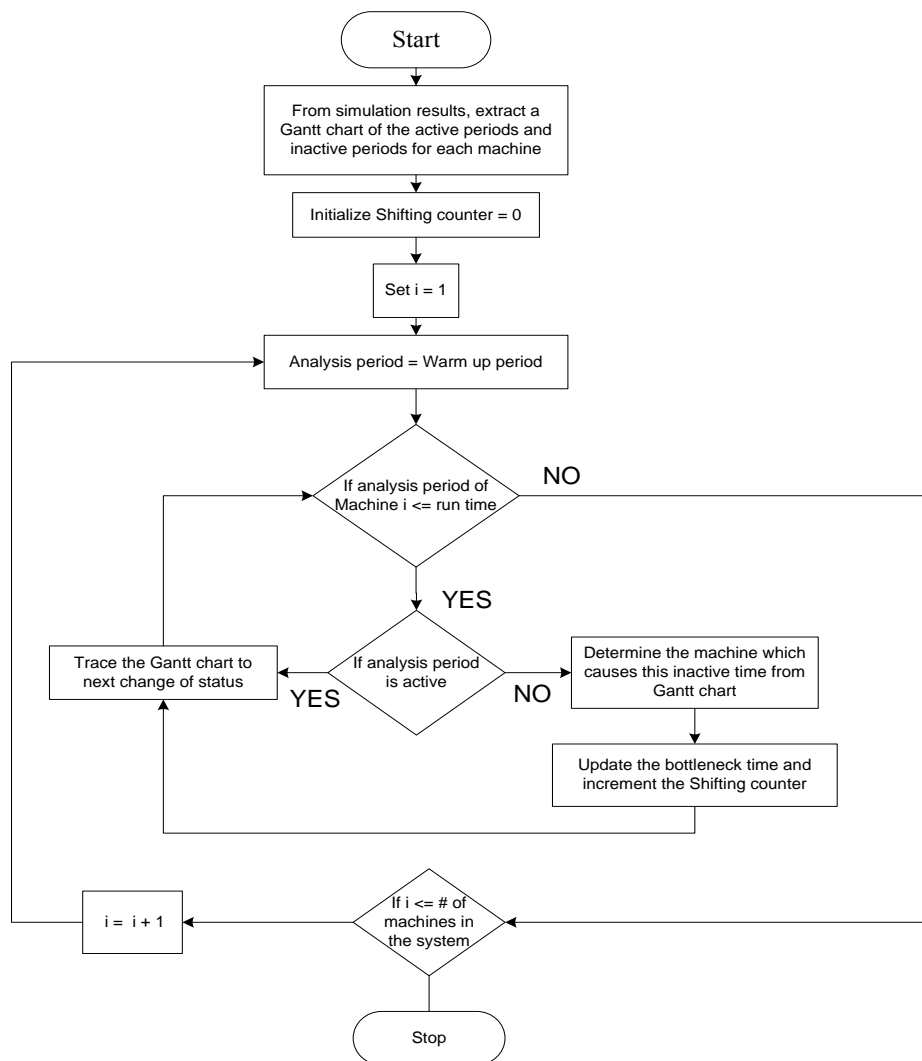 Start
From simulation results, extract a
Gantt chart of the active periods and
inactive periods for each machine
Initialize Shifting counter = 0
Set i = 1
Analysis period = Warm up period
If analysis period of
Machine i <= run time
NO
YES
If analysis period
is active
YES
NO
Trace the Gantt chart to
next change of status
Determine the machine which
causes this inactive time from
Gantt chart
Update the bottleneck time and
increment the Shifting counter
If i <= # of
machines in
the system
i = i + 1
Stop